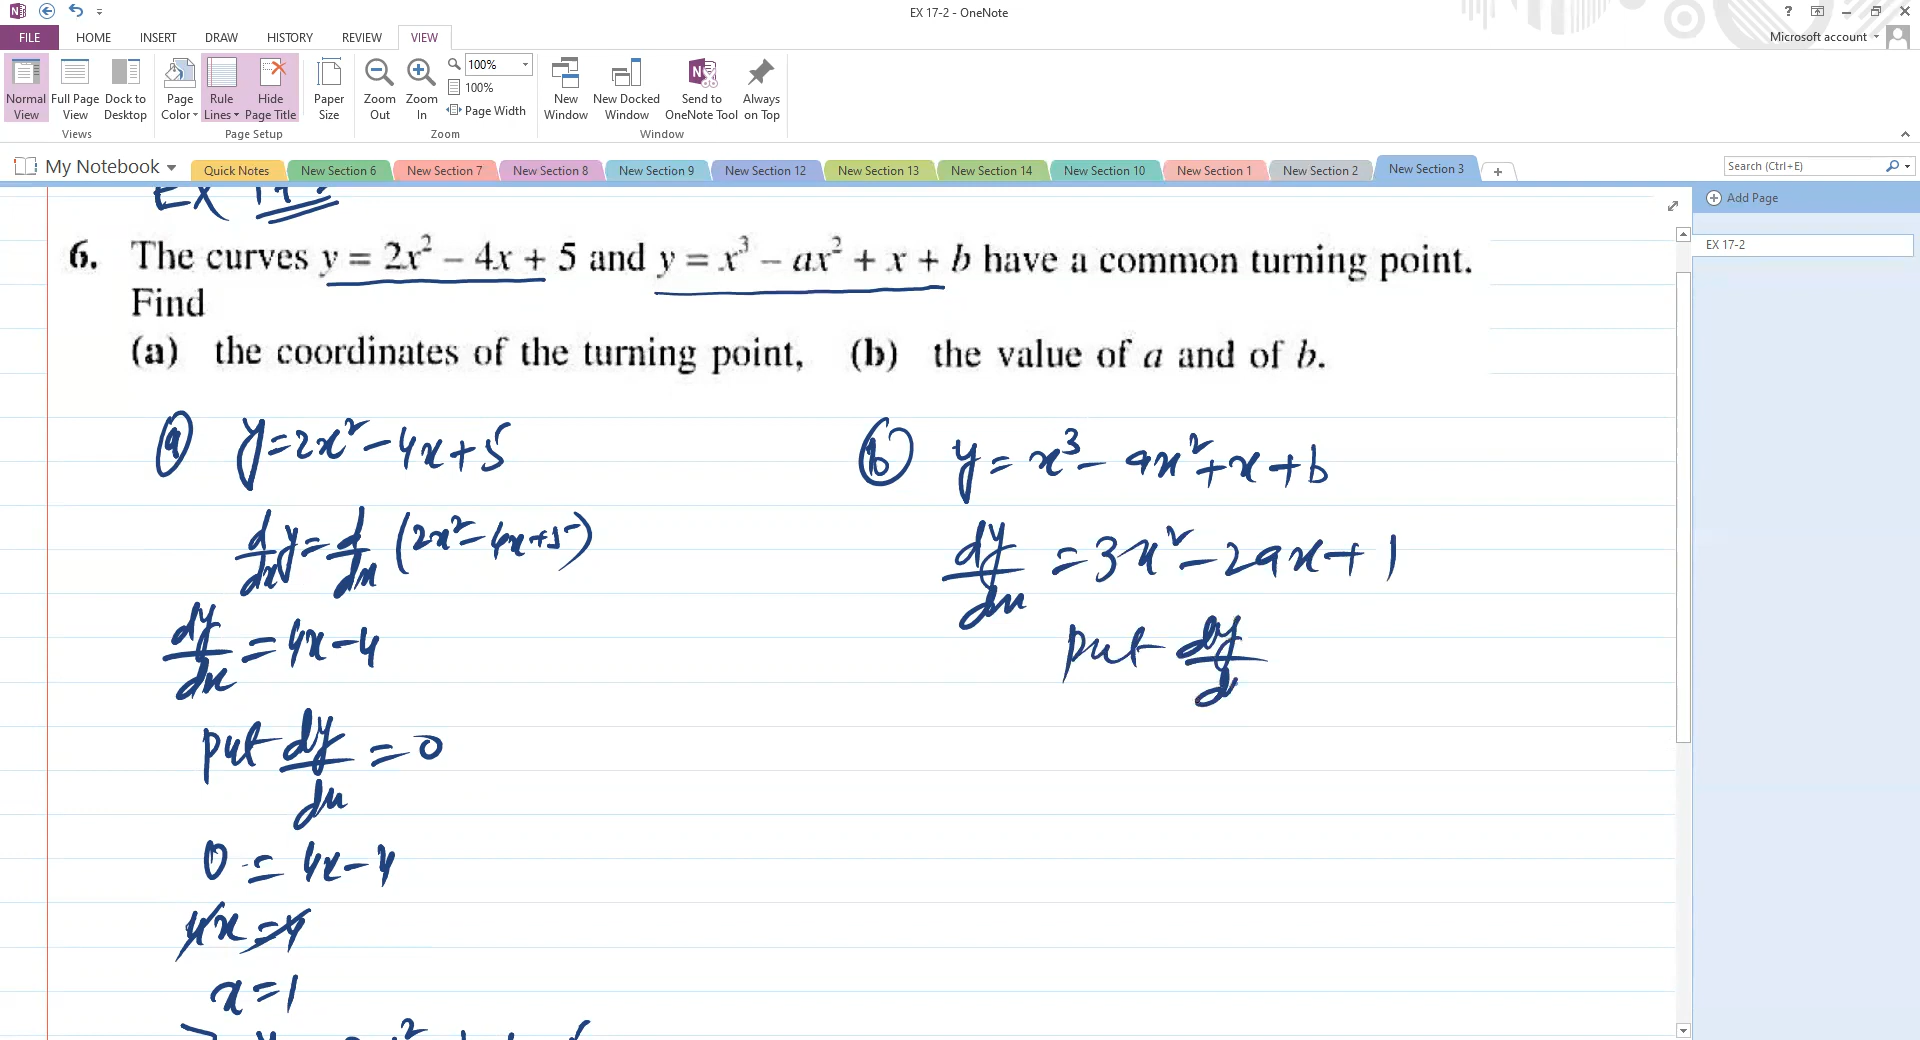 EX 17-2 - OneNote
?
Microsoft account
FILE HOME INSERT DRAW HISTORY REVIEW VIEW
Normal View
Full Page View
Dock to Desktop
Views
Page Color
Rule Lines
Hide Page Title
Paper Size
Page Setup
Zoom Out
Zoom In
100%
100%
Page Width
Zoom
New Window
New Docked Window
Send to OneNote Tool
Always on Top
Window
My Notebook
Quick Notes New Section 6 New Section 7 New Section 8 New Section 9 New Section 12 New Section 13 New Section 14 New Section 10 New Section 1 New Section 2 New Section 3 +
Search (Ctrl+E)
Add Page
EX 17-2
EX 17-2
6. The curves y = 2x² − 4x + 5 and y = x³ − ax² + x + b have a common turning point.
Find
(a) the coordinates of the turning point, (b) the value of a and of b.
(a) y=2x²-4x+5
d/dx y = d/dx (2x²-4x+5)
dy/dx = 4x-4
put dy/dx = 0
0 = 4x-4
4x=4
x=1
(b) y = x³- ax²+x+b
dy/dx = 3x²-2ax+1
put dy/d